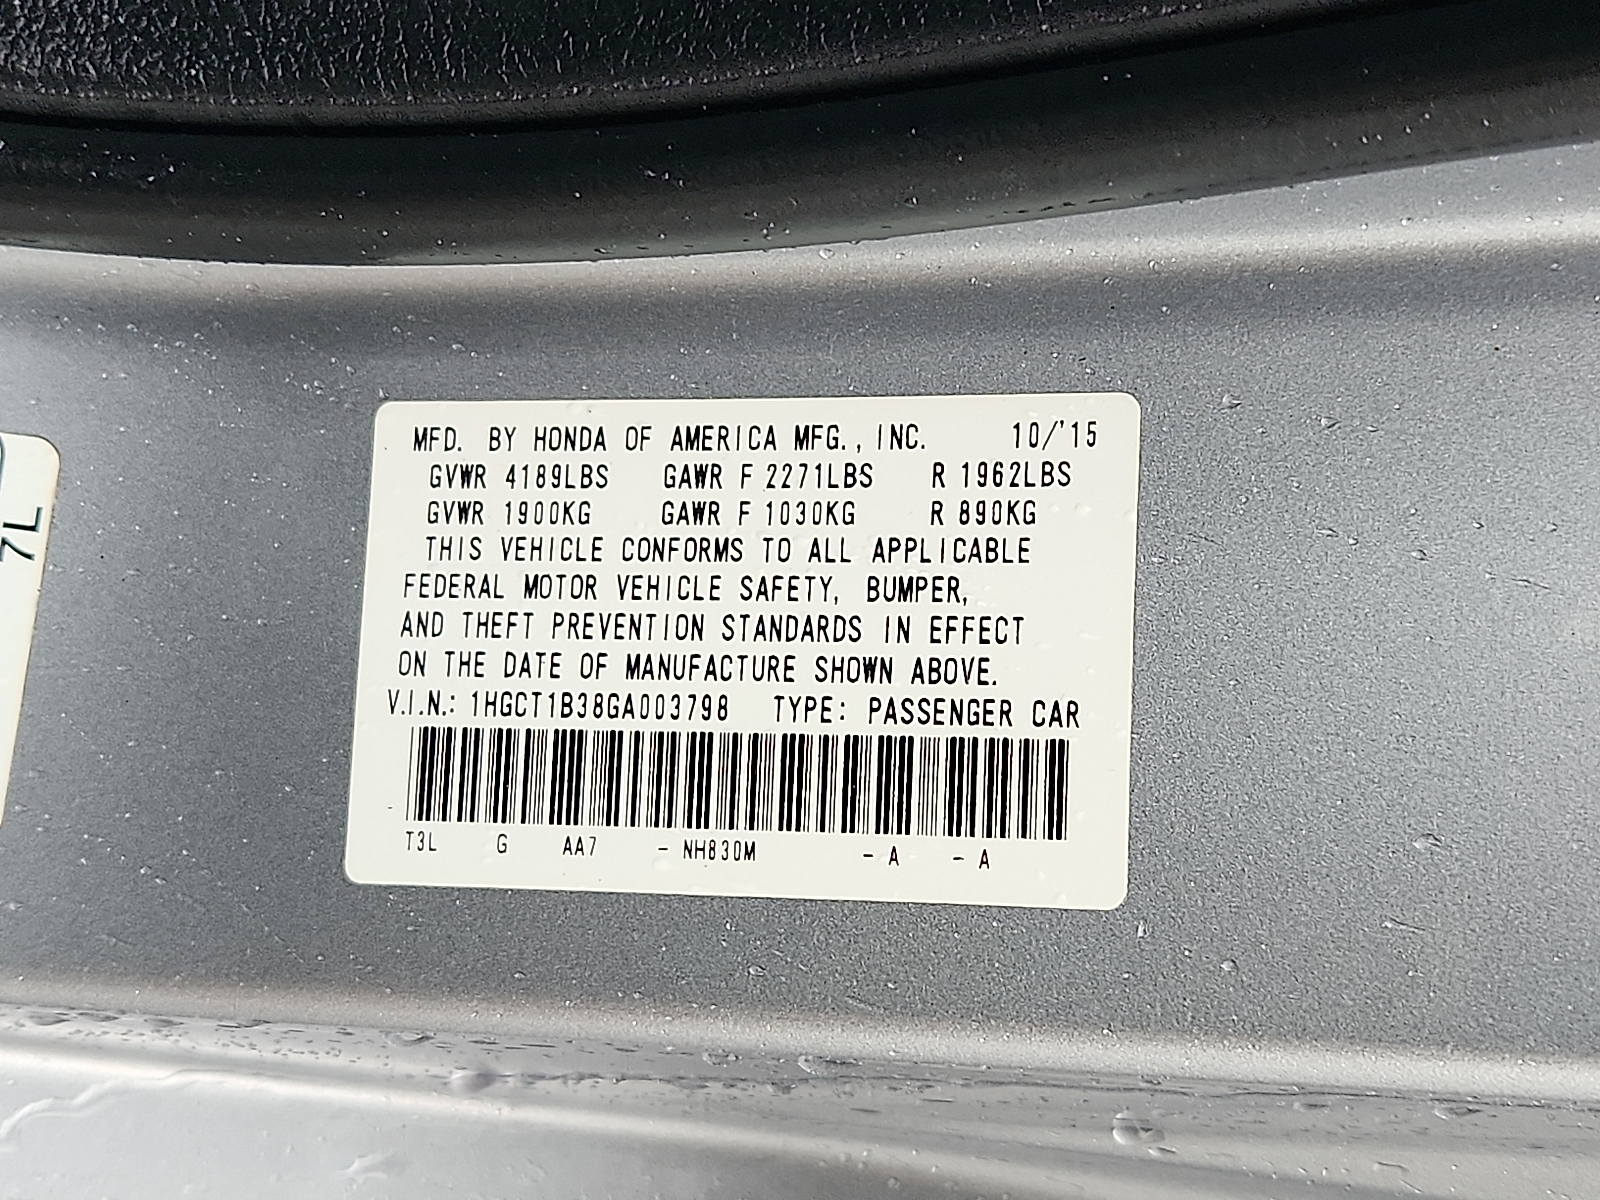 MFD. BY HONDA OF AMERICA MFG., INC. 10/'15
GVWR 4189LBS GAWR F 2271LBS R 1962LBS
GVWR 1900KG GAWR F 1030KG R 890KG
THIS VEHICLE CONFORMS TO ALL APPLICABLE
FEDERAL MOTOR VEHICLE SAFETY, BUMPER,
AND THEFT PREVENTION STANDARDS IN EFFECT
ON THE DATE OF MANUFACTURE SHOWN ABOVE.
V.I.N.: 1HGCT1B38GA003798 TYPE: PASSENGER CAR
T3L G AA7 - NH830M - A - A
7L